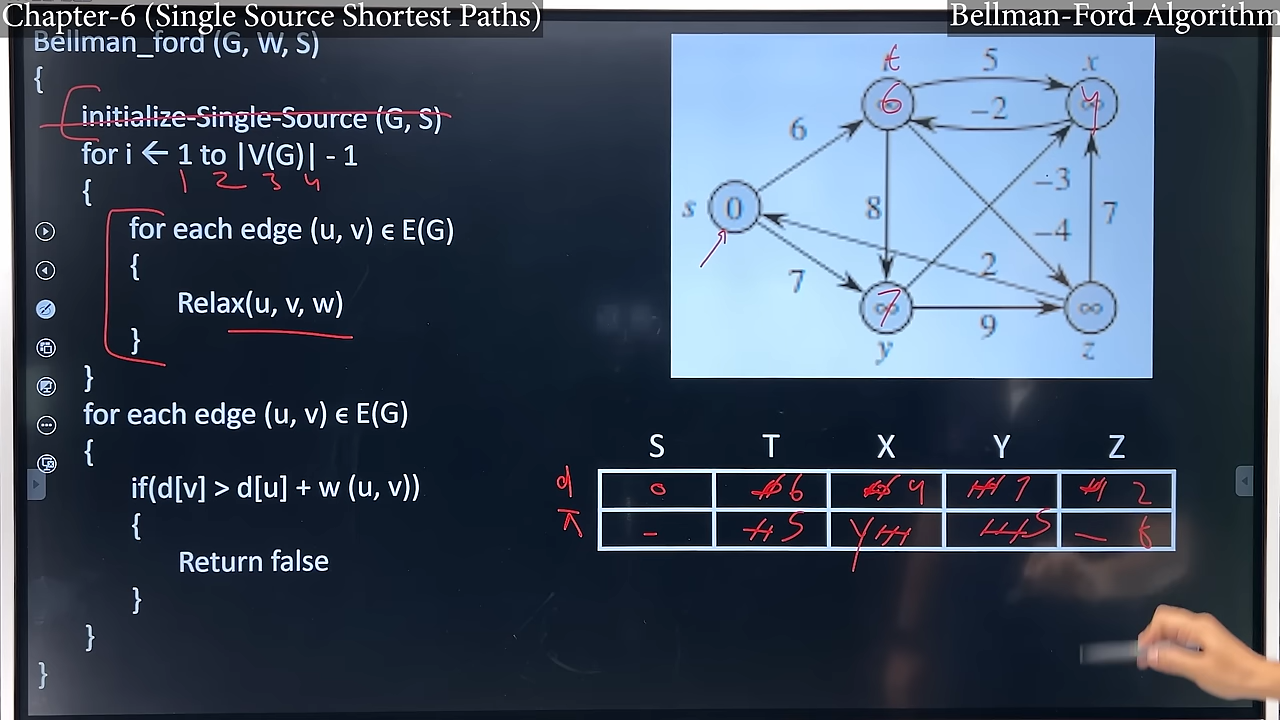 Chapter-6 (Single Source Shortest Paths)
Bellman-Ford Algorithm
Bellman_ford (G, W, S)
{
initialize-Single-Source (G, S)
for i ← 1 to |V(G)| - 1
1 2 3 4
{
for each edge (u, v) ϵ E(G)
{
Relax(u, v, w)
}
}
for each edge (u, v) ϵ E(G)
{
if(d[v] > d[u] + w (u, v))
{
Return false
}
}
}
t 5 x
6 ∞ 4
6 -2
s 0 8 -3
-4 7
7 2
7 ∞
9
y z
S T X Y Z
d 0 6 4 7 2
π - S Y S t